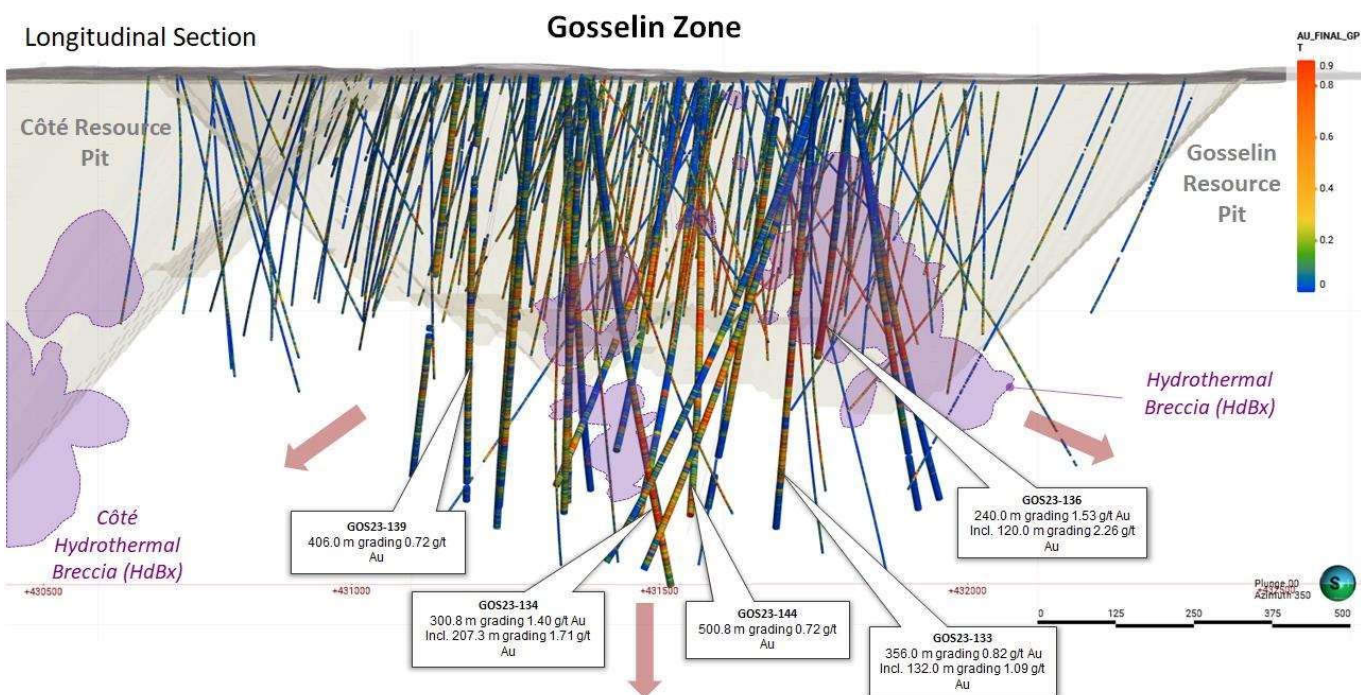 Gosselin Zone
Longitudinal Section
AU_FINAL_GP
T
0.9
0.8
0.6
0.4
0.2
0
Côté Resource
Pit
Gosselin
Resource
Pit
Hydrothermal
Breccia (HdBx)
Côté
Hydrothermal
Breccia (HdBx)
GOS23-139
406.0 m grading 0.72 g/t
Au
GOS23-136
240.0 m grading 1.53 g/t Au
Incl. 120.0 m grading 2.26 g/t
Au
GOS23-134
300.8 m grading 1.40 g/t Au
Incl. 207.3 m grading 1.71 g/t
Au
GOS23-144
500.8 m grading 0.72 g/t
Au
GOS23-133
356.0 m grading 0.82 g/t Au
Incl. 132.0 m grading 1.09 g/t
Au
+430500
+431000
+431500
+432000
Plunge 00
Azimuth 350
S
0 125 250 375 500